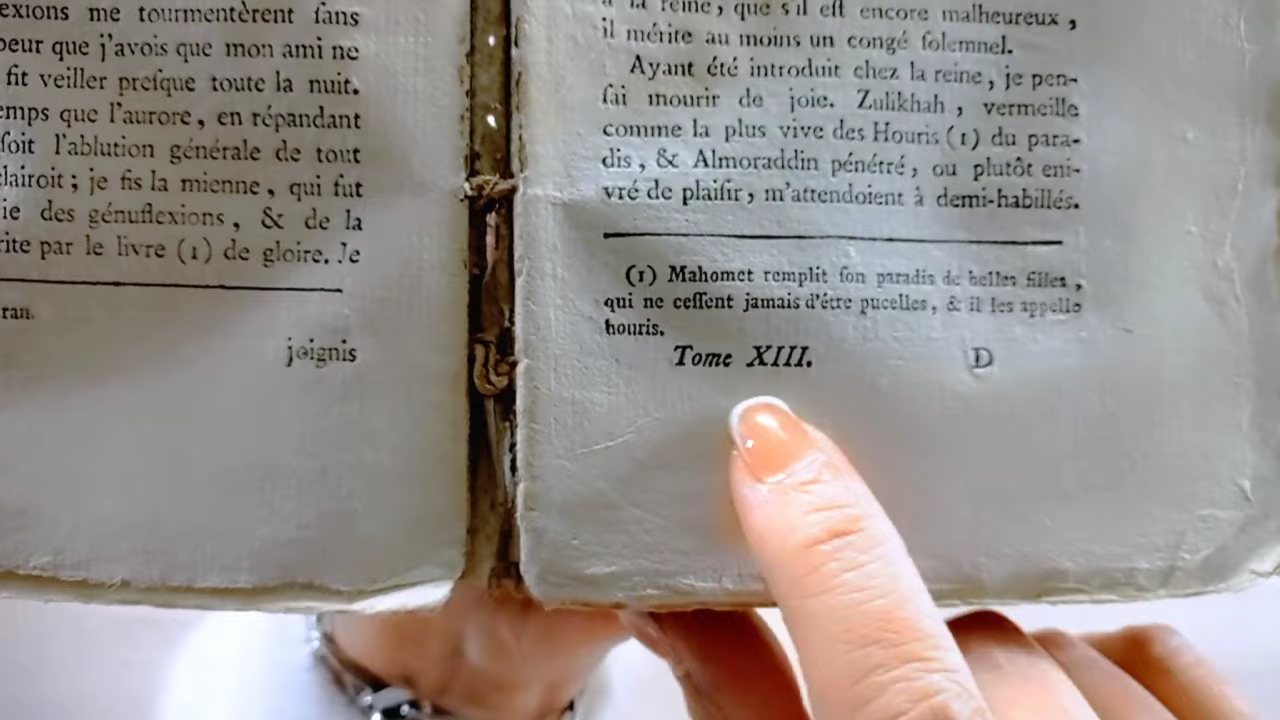 exions me tourmentèrent ſans
peur que j'avois que mon ami ne
fit veiller preſque toute la nuit.
emps que l'aurore, en répandant
ſoit l'ablution générale de tout
clairoit ; je fis la mienne, qui fut
ie des génuflexions, & de la
rite par le livre (1) de gloire. Je
ran.
joignis
à la reine, que s'il eſt encore malheureux,
il mérite au moins un congé ſolemnel.
Ayant été introduit chez la reine, je pen-
ſai mourir de joie. Zulikhah, vermeille
comme la plus vive des Houris (1) du para-
dis, & Almoraddin pénétré, ou plutôt eni-
vré de plaiſir, m'attendoient à demi-habillés.
(1) Mahomet remplit ſon paradis de belles filles,
qui ne ceſſent jamais d'être pucelles, & il les appelle
houris.
Tome XIII. D